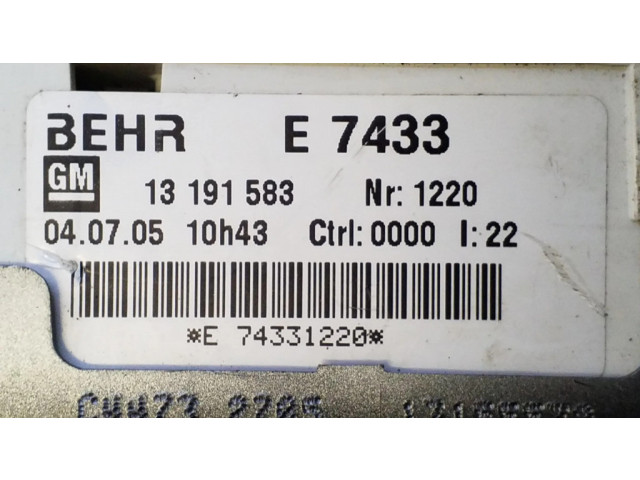 BEHR E 7433
GM 13 191 583 Nr: 1220
04.07.05 10h43 Ctrl: 0000 I: 22
*E 74331220*